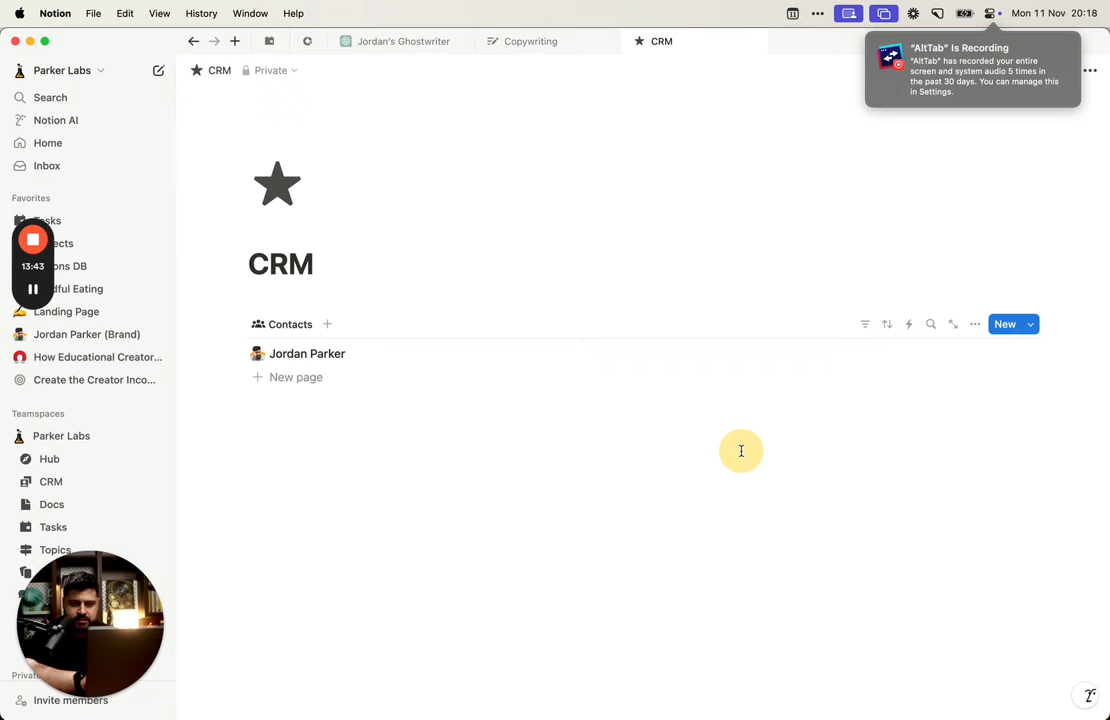 Notion File Edit View History Window Help
Mon 11 Nov 20:18
Jordan's Ghostwriter Copywriting CRM
"AltTab" Is Recording
"AltTab" has recorded your entire
screen and system audio 5 times in
the past 30 days. You can manage this
in Settings.
Parker Labs
CRM Private
Search
Notion AI
Home
Inbox
Favorites
13:43
Landing Page
Jordan Parker (Brand)
How Educational Creator...
Create the Creator Inco...
Teamspaces
Parker Labs
Hub
CRM
Docs
Tasks
Topics
Invite members
CRM
Contacts
New
Jordan Parker
New page